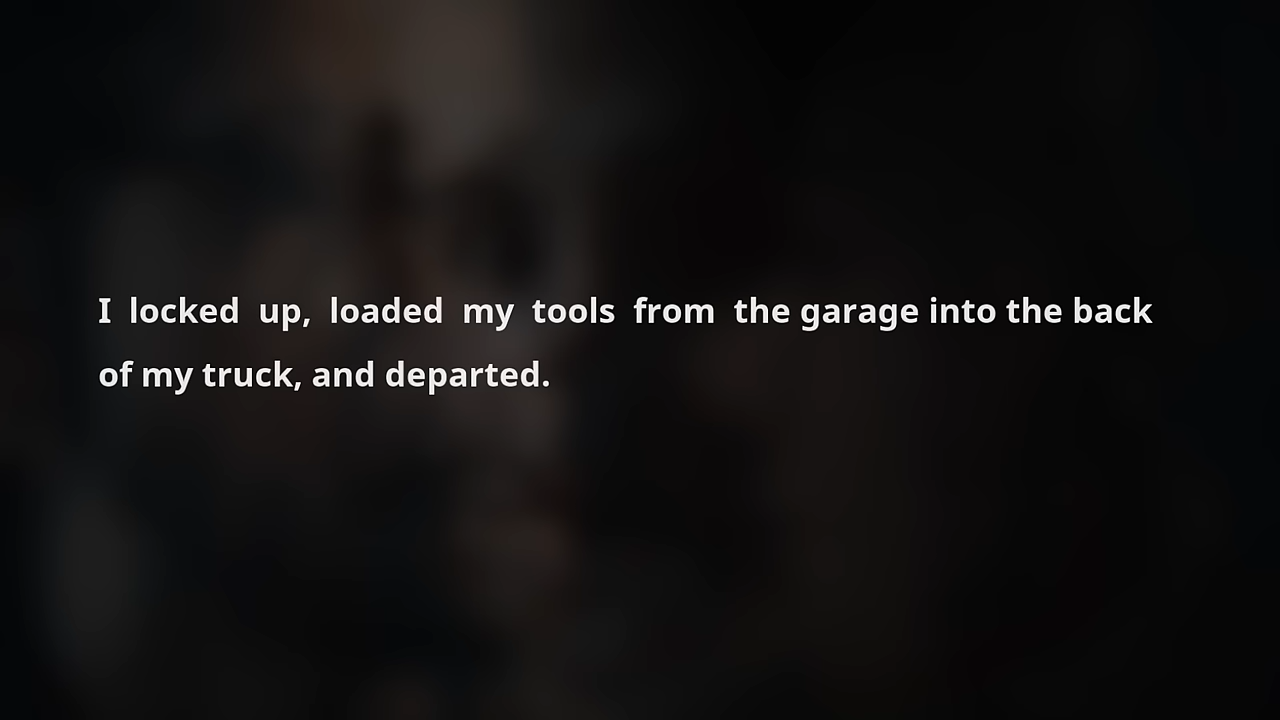 I locked up, loaded my tools from the garage into the back
of my truck, and departed.